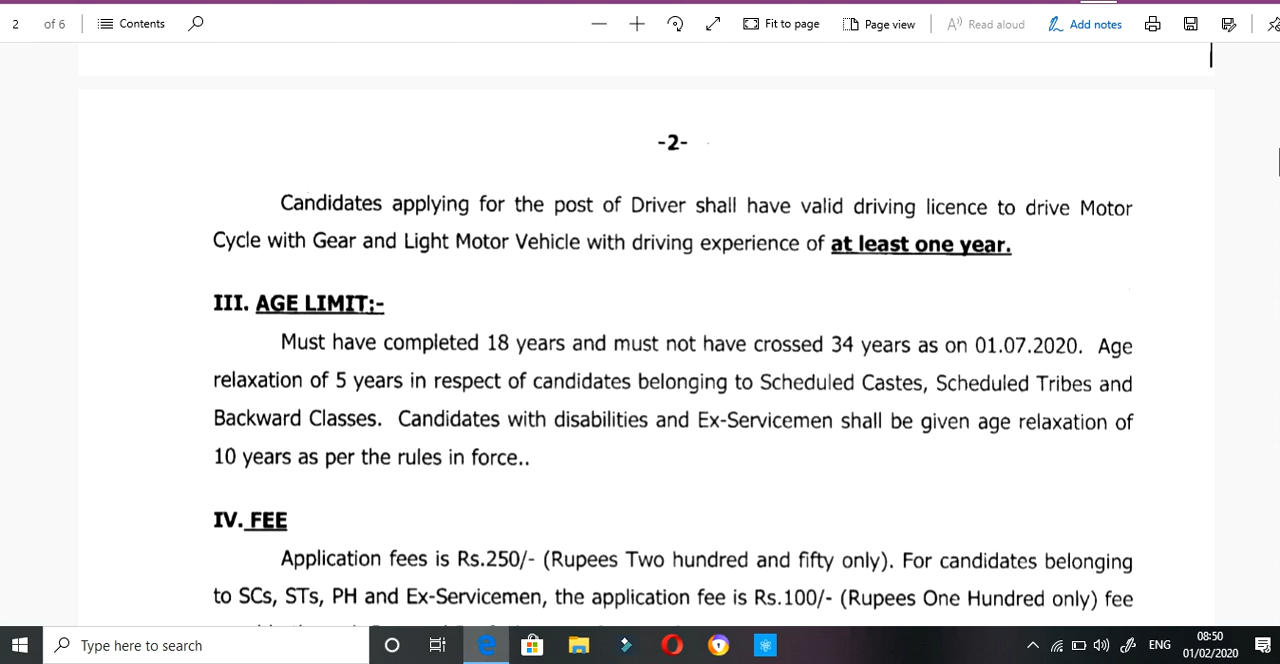 2 of 6 Contents Fit to page Page view Read aloud Add notes
-2-
Candidates applying for the post of Driver shall have valid driving licence to drive Motor
Cycle with Gear and Light Motor Vehicle with driving experience of at least one year.
III. AGE LIMIT:-
Must have completed 18 years and must not have crossed 34 years as on 01.07.2020. Age
relaxation of 5 years in respect of candidates belonging to Scheduled Castes, Scheduled Tribes and
Backward Classes. Candidates with disabilities and Ex-Servicemen shall be given age relaxation of
10 years as per the rules in force..
IV. FEE
Application fees is Rs.250/- (Rupees Two hundred and fifty only). For candidates belonging
to SCs, STs, PH and Ex-Servicemen, the application fee is Rs.100/- (Rupees One Hundred only) fee
Type here to search ENG 08:50
01/02/2020